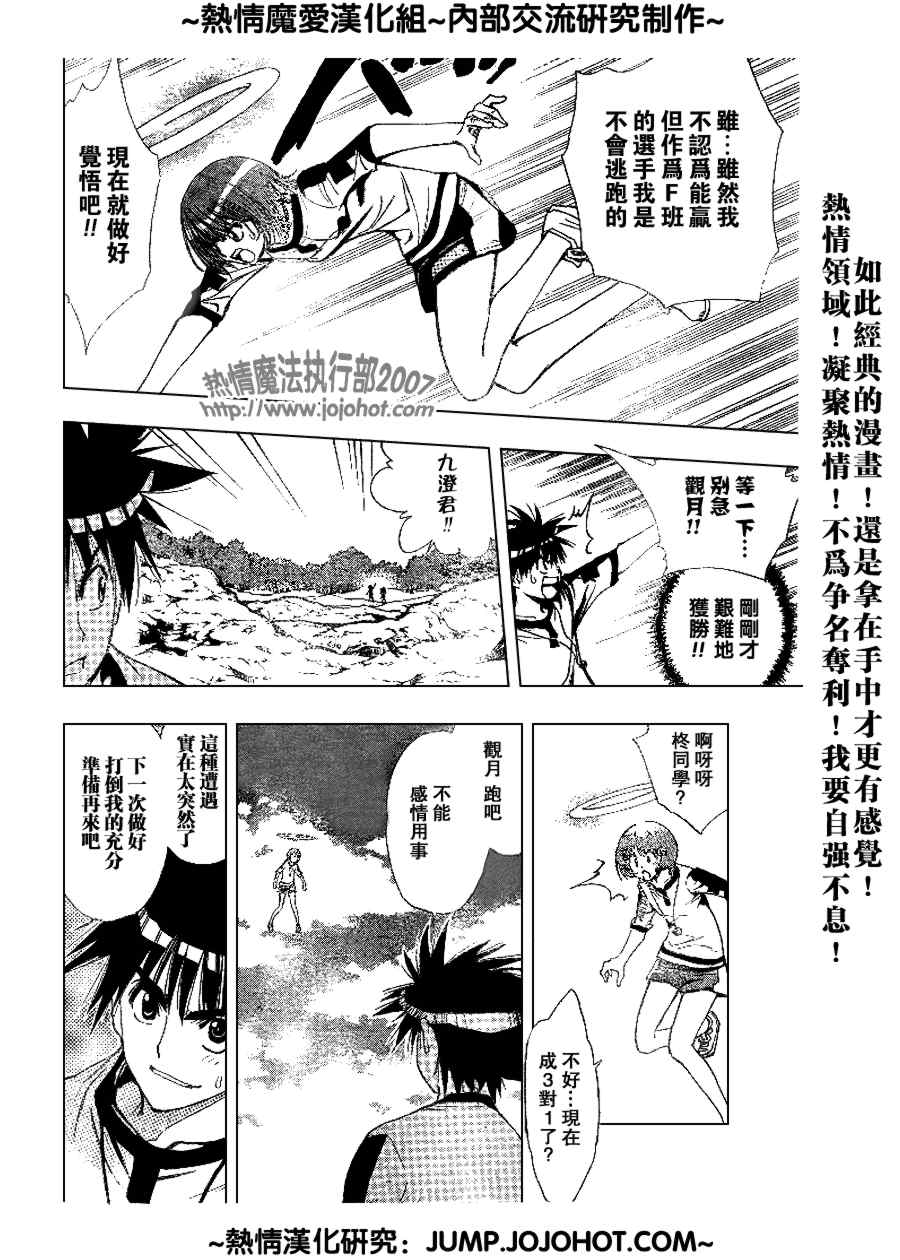 ~熱情魔愛漢化組~內部交流研究制作~
雖…雖然我
不認爲能贏
但作爲F班
的選手我是
不會逃跑的
現在就做好
覺悟吧!!
熱情魔法执行部2007
http://www.jojohot.com
等一下…
别急
觀月!!
剛剛才
艱難地
獲勝!!
九澄君!!
啊呀呀
柊同學?
不好…現在
成3對1了?
觀月 跑吧
不能
感情用事
這種遭遇
實在太突然了
下一次做好
打倒我的充分
準備再來吧
如此經典的漫畫！還是拿在手中才更有感覺！
熱情領域！凝聚熱情！不爲争名奪利！我要自强不息！
~熱情漢化研究：JUMP.JOJOHOT.COM~